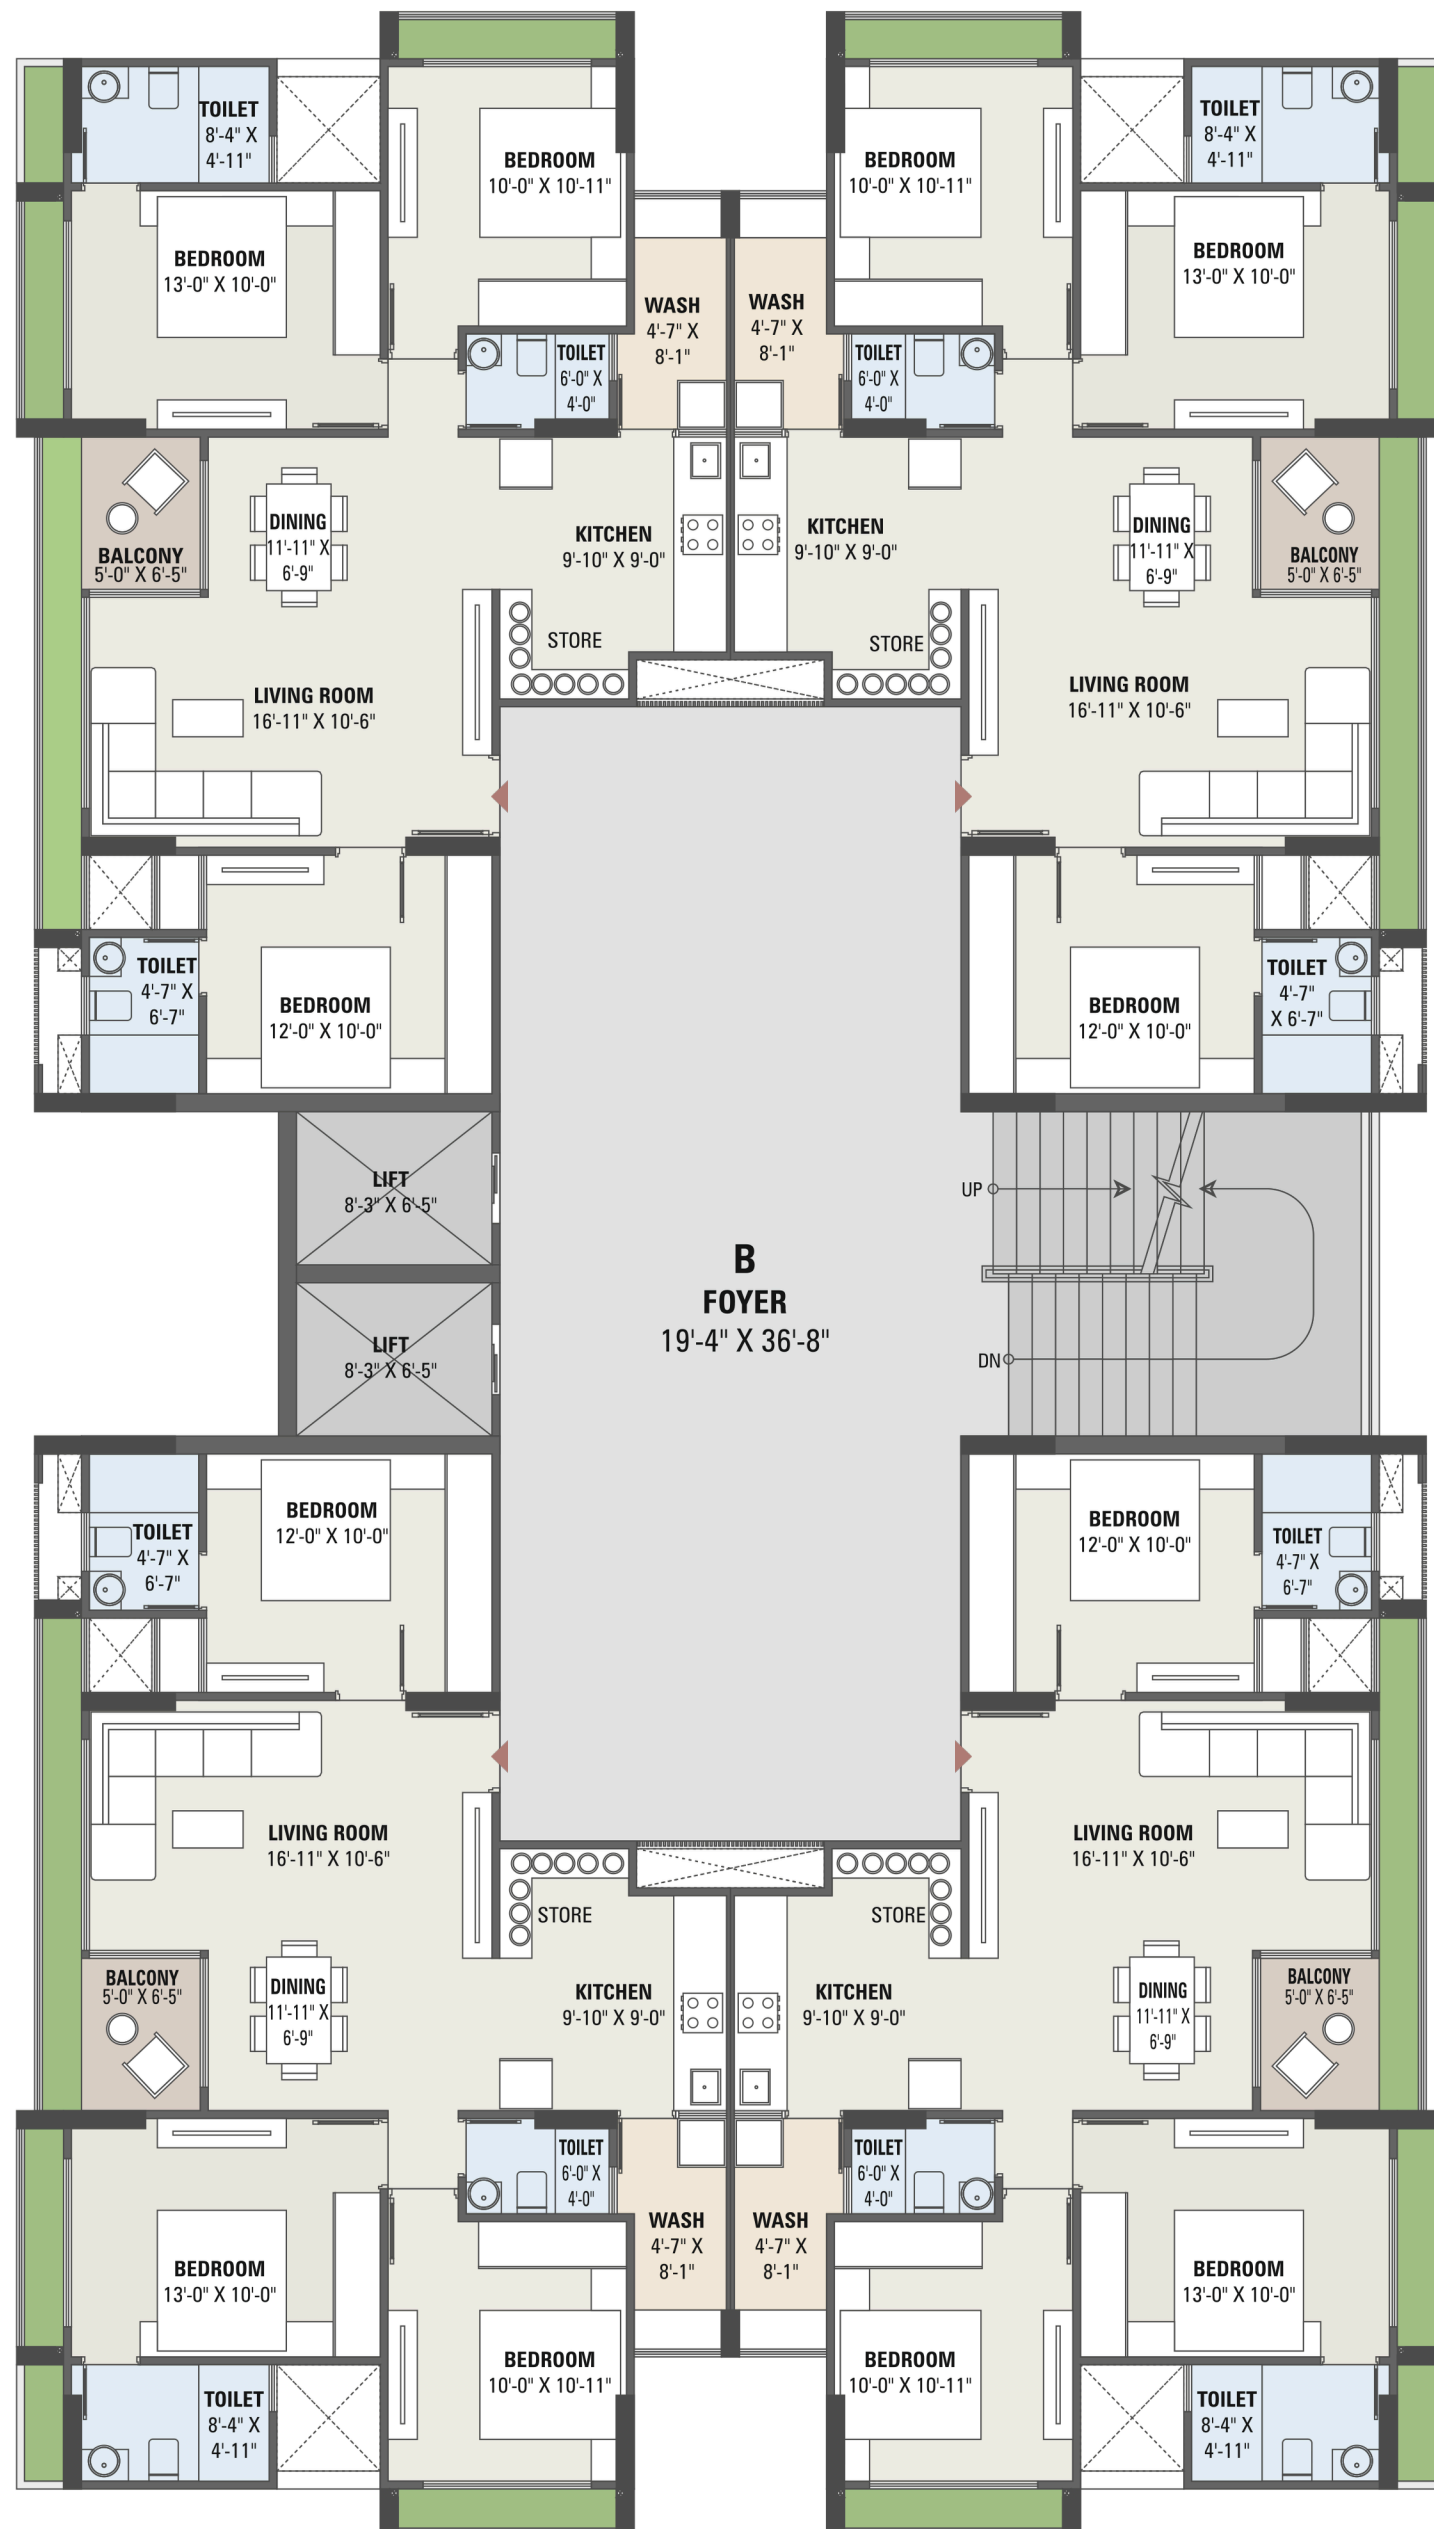 TOILET
8'-4" X
4'-11"
BEDROOM
10'-0" X 10'-11"
BEDROOM
10'-0" X 10'-11"
TOILET
8'-4" X
4'-11"
BEDROOM
13'-0" X 10'-0"
WASH
4'-7" X
8'-1"
WASH
4'-7" X
8'-1"
BEDROOM
13'-0" X 10'-0"
TOILET
6'-0" X
4'-0"
TOILET
6'-0" X
4'-0"
BALCONY
5'-0" X 6'-5"
DINING
11'-11" X
6'-9"
KITCHEN
9'-10" X 9'-0"
KITCHEN
9'-10" X 9'-0"
DINING
11'-11" X
6'-9"
BALCONY
5'-0" X 6'-5"
STORE
STORE
LIVING ROOM
16'-11" X 10'-6"
LIVING ROOM
16'-11" X 10'-6"
TOILET
4'-7" X
6'-7"
BEDROOM
12'-0" X 10'-0"
BEDROOM
12'-0" X 10'-0"
TOILET
4'-7"
X 6'-7"
LIFT
8'-3" X 6'-5"
UP
B
FOYER
19'-4" X 36'-8"
LIFT
8'-3" X 6'-5"
DN
TOILET
4'-7" X
6'-7"
BEDROOM
12'-0" X 10'-0"
BEDROOM
12'-0" X 10'-0"
TOILET
4'-7" X
6'-7"
LIVING ROOM
16'-11" X 10'-6"
LIVING ROOM
16'-11" X 10'-6"
STORE
STORE
BALCONY
5'-0" X 6'-5"
DINING
11'-11" X
6'-9"
KITCHEN
9'-10" X 9'-0"
KITCHEN
9'-10" X 9'-0"
DINING
11'-11" X
6'-9"
BALCONY
5'-0" X 6'-5"
TOILET
6'-0" X
4'-0"
TOILET
6'-0" X
4'-0"
WASH
4'-7" X
8'-1"
WASH
4'-7" X
8'-1"
BEDROOM
13'-0" X 10'-0"
BEDROOM
13'-0" X 10'-0"
BEDROOM
10'-0" X 10'-11"
BEDROOM
10'-0" X 10'-11"
TOILET
8'-4" X
4'-11"
TOILET
8'-4" X
4'-11"